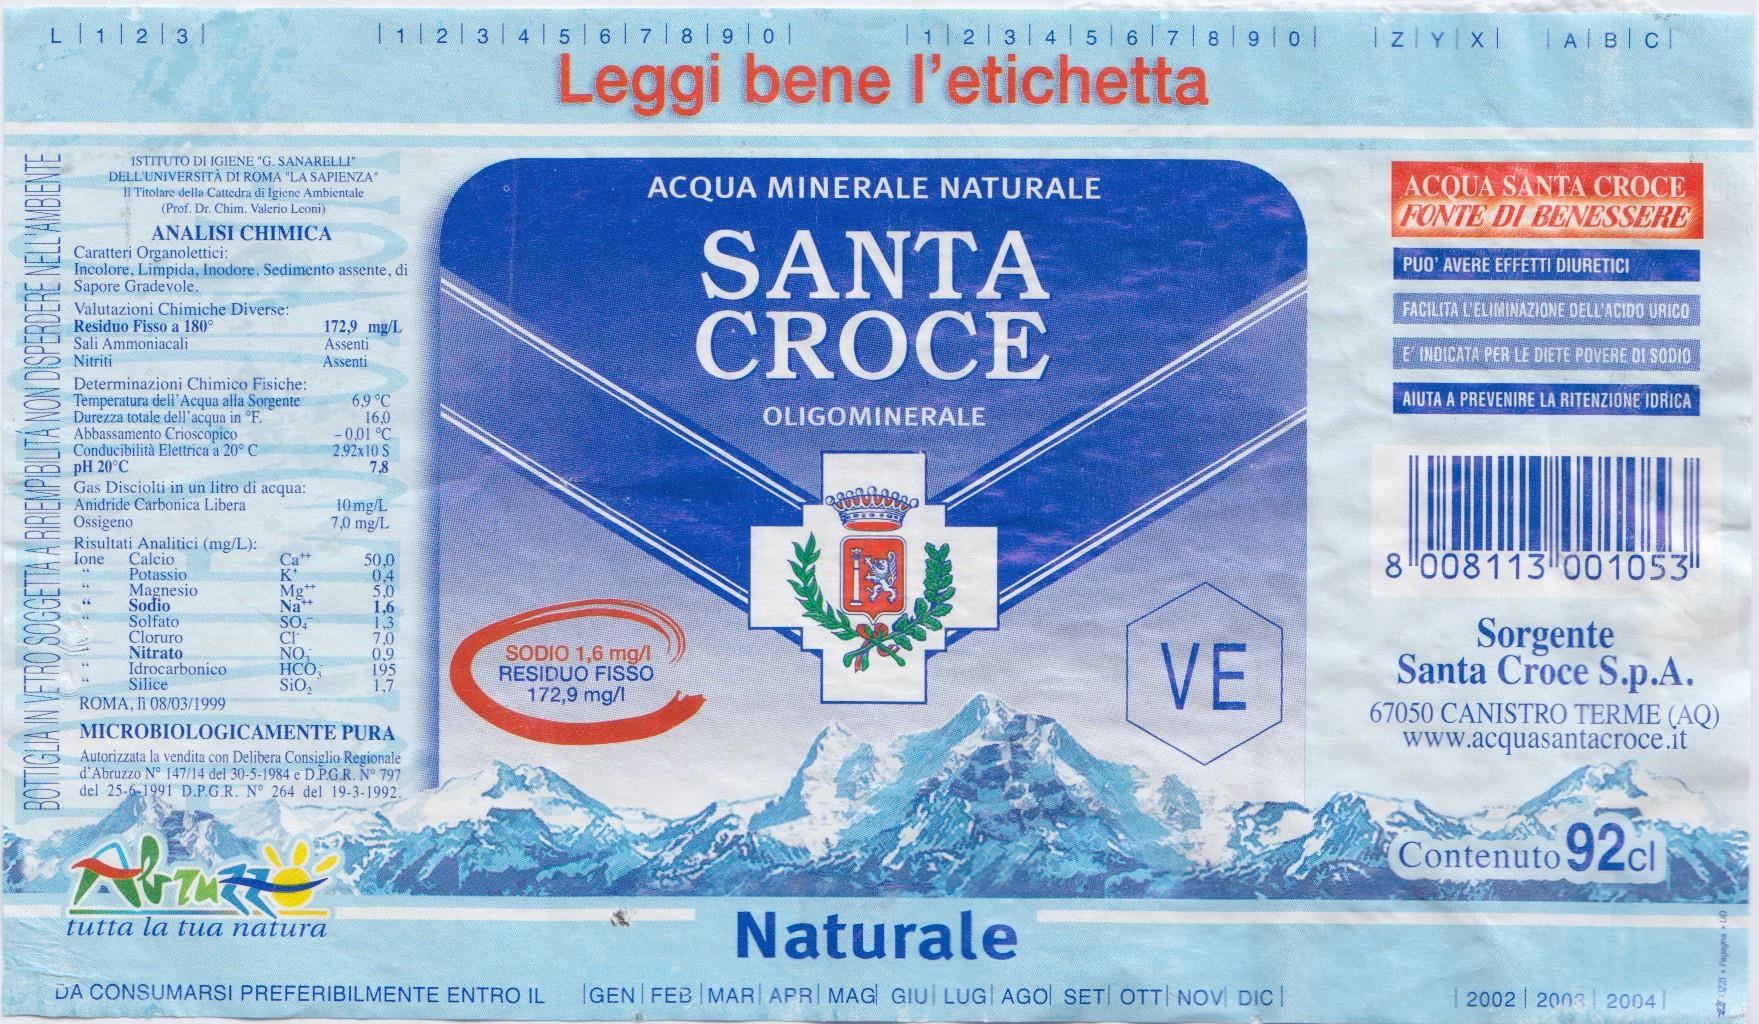 L | 1 | 2 | 3 |
| 1 | 2 | 3 | 4 | 5 | 6 | 7 | 8 | 9 | 0 |
| 1 | 2 | 3 | 4 | 5 | 6 | 7 | 8 | 9 | 0 |
| Z | Y | X |
| A | B | C |
Leggi bene l'etichetta
BOTTIGLIA IN VETRO SOGGETTA A RIRIEMPIBILITÁ NON DISPERDERE NELL'AMBIENTE
ISTITUTO DI IGIENE "G. SANARELLI"
DELL'UNIVERSITÀ DI ROMA "LA SAPIENZA"
II Titolare della Cattedra di Igiene Ambientale
(Prof. Dr. Chim. Valerio Leoni)
ANALISI CHIMICA
Caratteri Organolettici:
Incolore, Limpida, Inodore, Sedimento assente, di
Sapore Gradevole.
Valutazioni Chimiche Diverse:
Residuo Fisso a 180° 172,9 mg/L
Sali Ammoniacali Assenti
Nitriti Assenti
Determinazioni Chimico Fisiche:
Temperatura dell'Acqua alla Sorgente 6,9 °C
Durezza totale dell'acqua in °F. 16,0
Abbassamento Crioscopico – 0,01 °C
Conducibilità Elettrica a 20° C 2,92x10 S
pH 20°C 7,8
Gas Disciolti in un litro di acqua:
Anidride Carbonica Libera 10 mg/L
Ossigeno 7,0 mg/L
Risultati Analitici (mg/L):
Ione Calcio Ca⁺⁺ 50,0
“ Potassio K⁺ 0,4
“ Magnesio Mg⁺⁺ 5,0
“ Sodio Na⁺⁺ 1,6
“ Solfato SO₄⁻ 1,3
“ Cloruro Cl⁻ 7,0
“ Nitrato NO₃⁻ 0,9
“ Idrocarbonico HCO₃⁻ 195
“ Silice SiO₂ 1,7
ROMA, lì 08/03/1999
MICROBIOLOGICAMENTE PURA
Autorizzata la vendita con Delibera Consiglio Regionale
d'Abruzzo N° 147/14 del 30-5-1984 e D.P.G.R. N° 797
del 25-6-1991 D.P.G.R. N° 264 del 19-3-1992.
Abruzzo
tutta la tua natura
ACQUA MINERALE NATURALE
SANTA
CROCE
OLIGOMINERALE
SODIO 1,6 mg/l
RESIDUO FISSO
172,9 mg/l
VE
Naturale
ACQUA SANTA CROCE
FONTE DI BENESSERE
PUO' AVERE EFFETTI DIURETICI
FACILITA L'ELIMINAZIONE DELL'ACIDO URICO
E' INDICATA PER LE DIETE POVERE DI SODIO
AIUTA A PREVENIRE LA RITENZIONE IDRICA
8 008113 001053
Sorgente
Santa Croce S.p.A.
67050 CANISTRO TERME (AQ)
www.acquasantacroce.it
Contenuto 92cl
DA CONSUMARSI PREFERIBILMENTE ENTRO IL | GEN | FEB | MAR | APR | MAG | GIU | LUG | AGO | SET | OTT | NOV | DIC |
| 2002 | 2003 | 2004 |